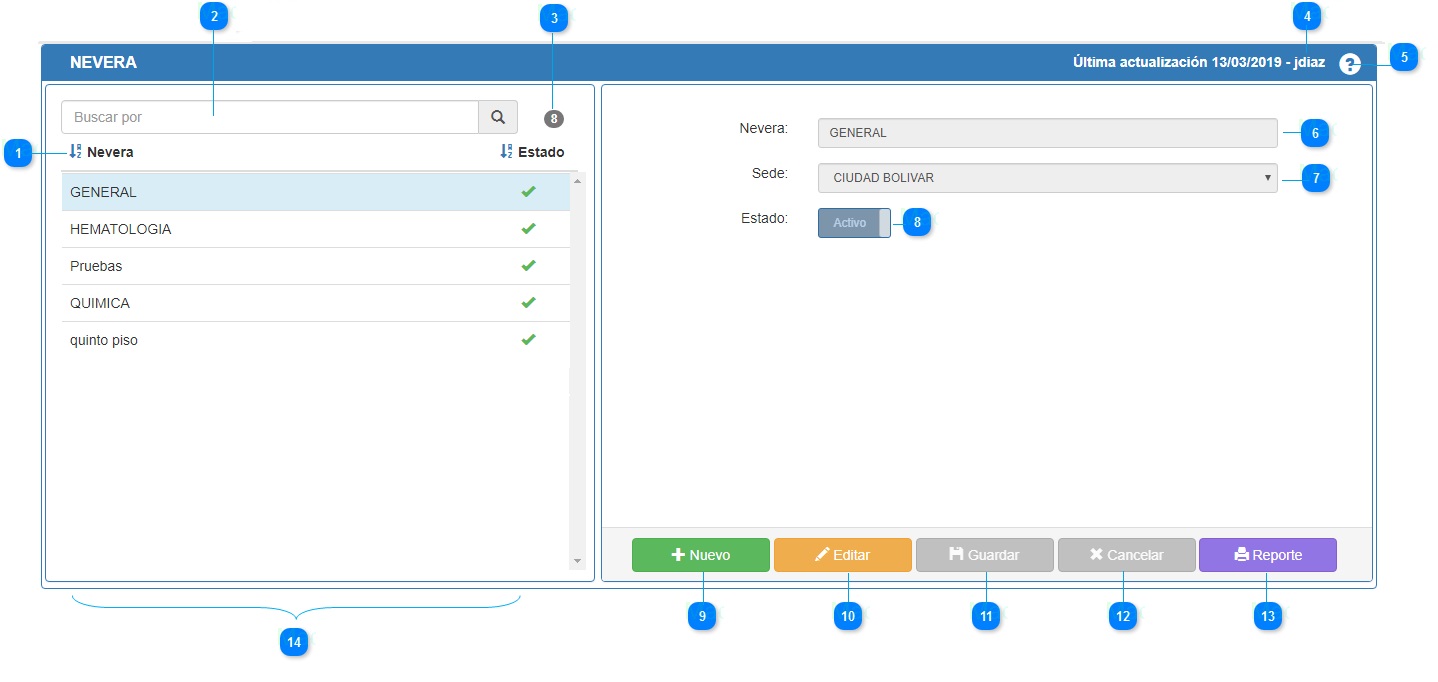 2
3
4
NEVERA
Última actualización 13/03/2019 - jdiaz
?
5
Buscar por
8
1
Nevera
Estado
GENERAL
HEMATOLOGIA
Pruebas
QUIMICA
quinto piso
Nevera:
GENERAL
6
Sede:
CIUDAD BOLIVAR
7
Estado:
Activo
8
Nuevo
Editar
Guardar
Cancelar
Reporte
9
10
11
12
13
14